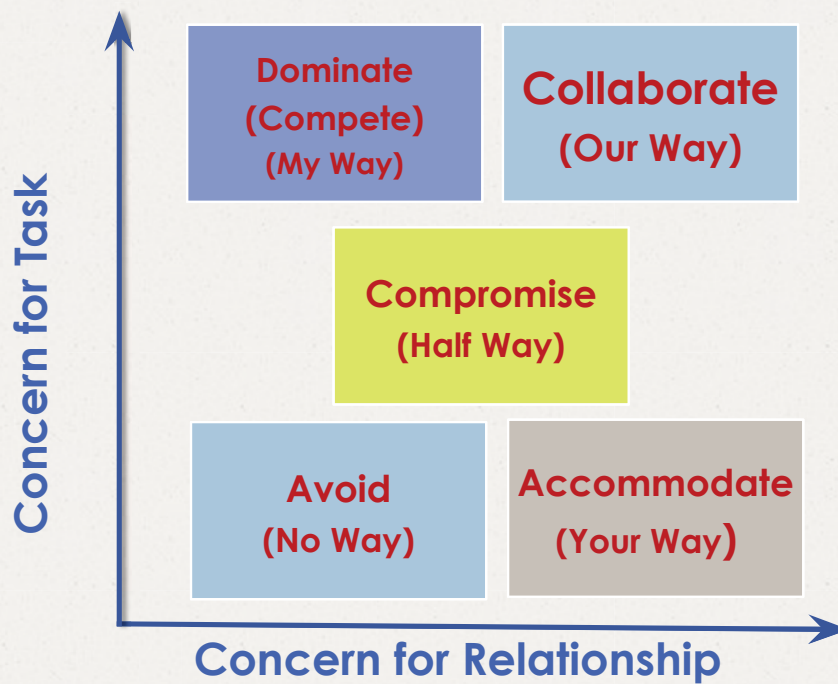 Concern for Task
Dominate
(Compete)
(My Way)
Collaborate
(Our Way)
Compromise
(Half Way)
Avoid
(No Way)
Accommodate
(Your Way)
Concern for Relationship